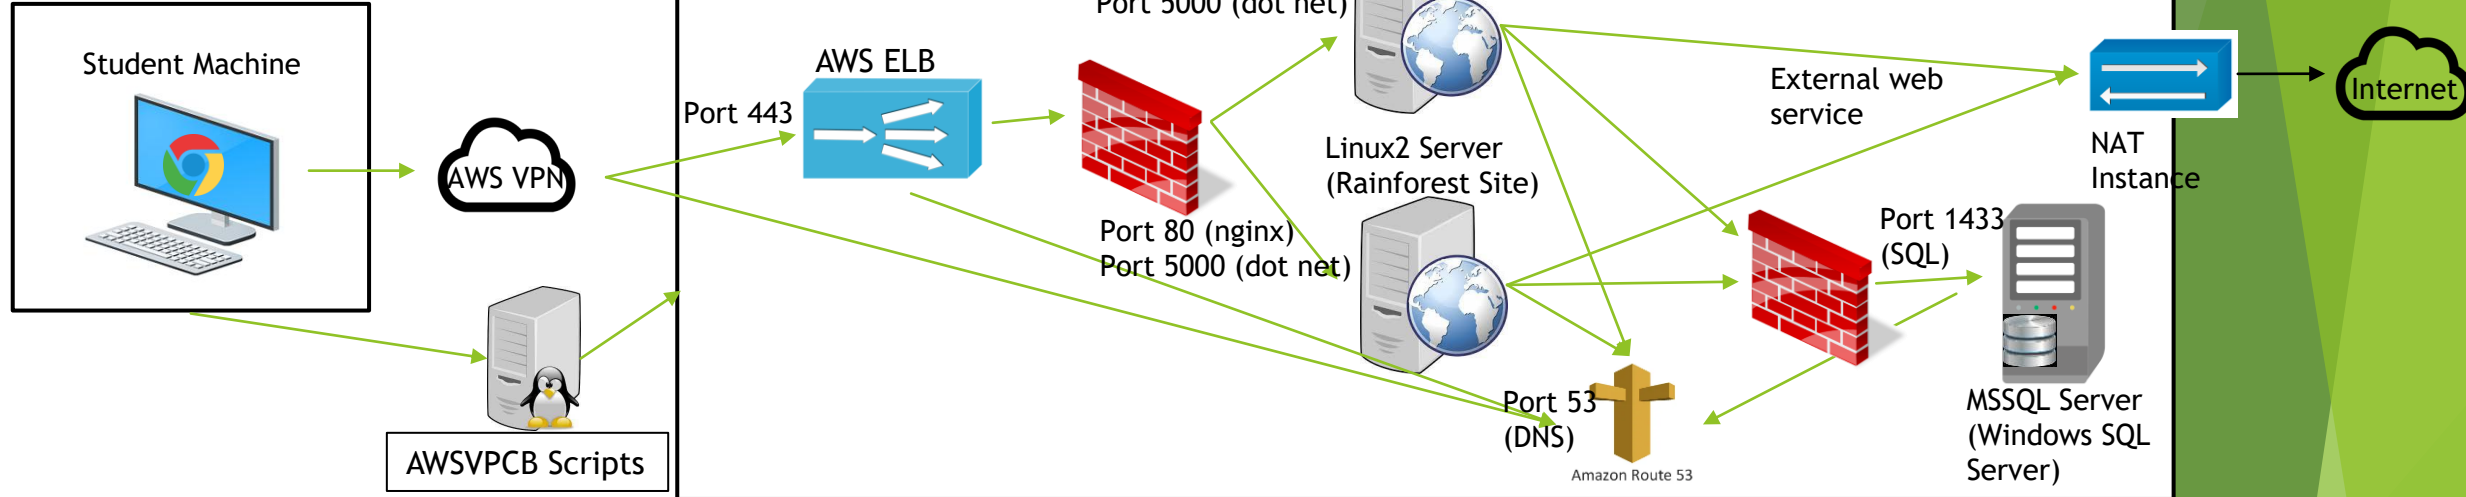 Port 5000 (dot net)
Student Machine
AWS ELB
External web
service
Internet
Port 443
Linux2 Server
(Rainforest Site)
NAT
Instance
AWS VPN
Port 80 (nginx)
Port 5000 (dot net)
Port 1433
(SQL)
Port 53
(DNS)
MSSQL Server
(Windows SQL
Server)
AWSVPCB Scripts
Amazon Route 53